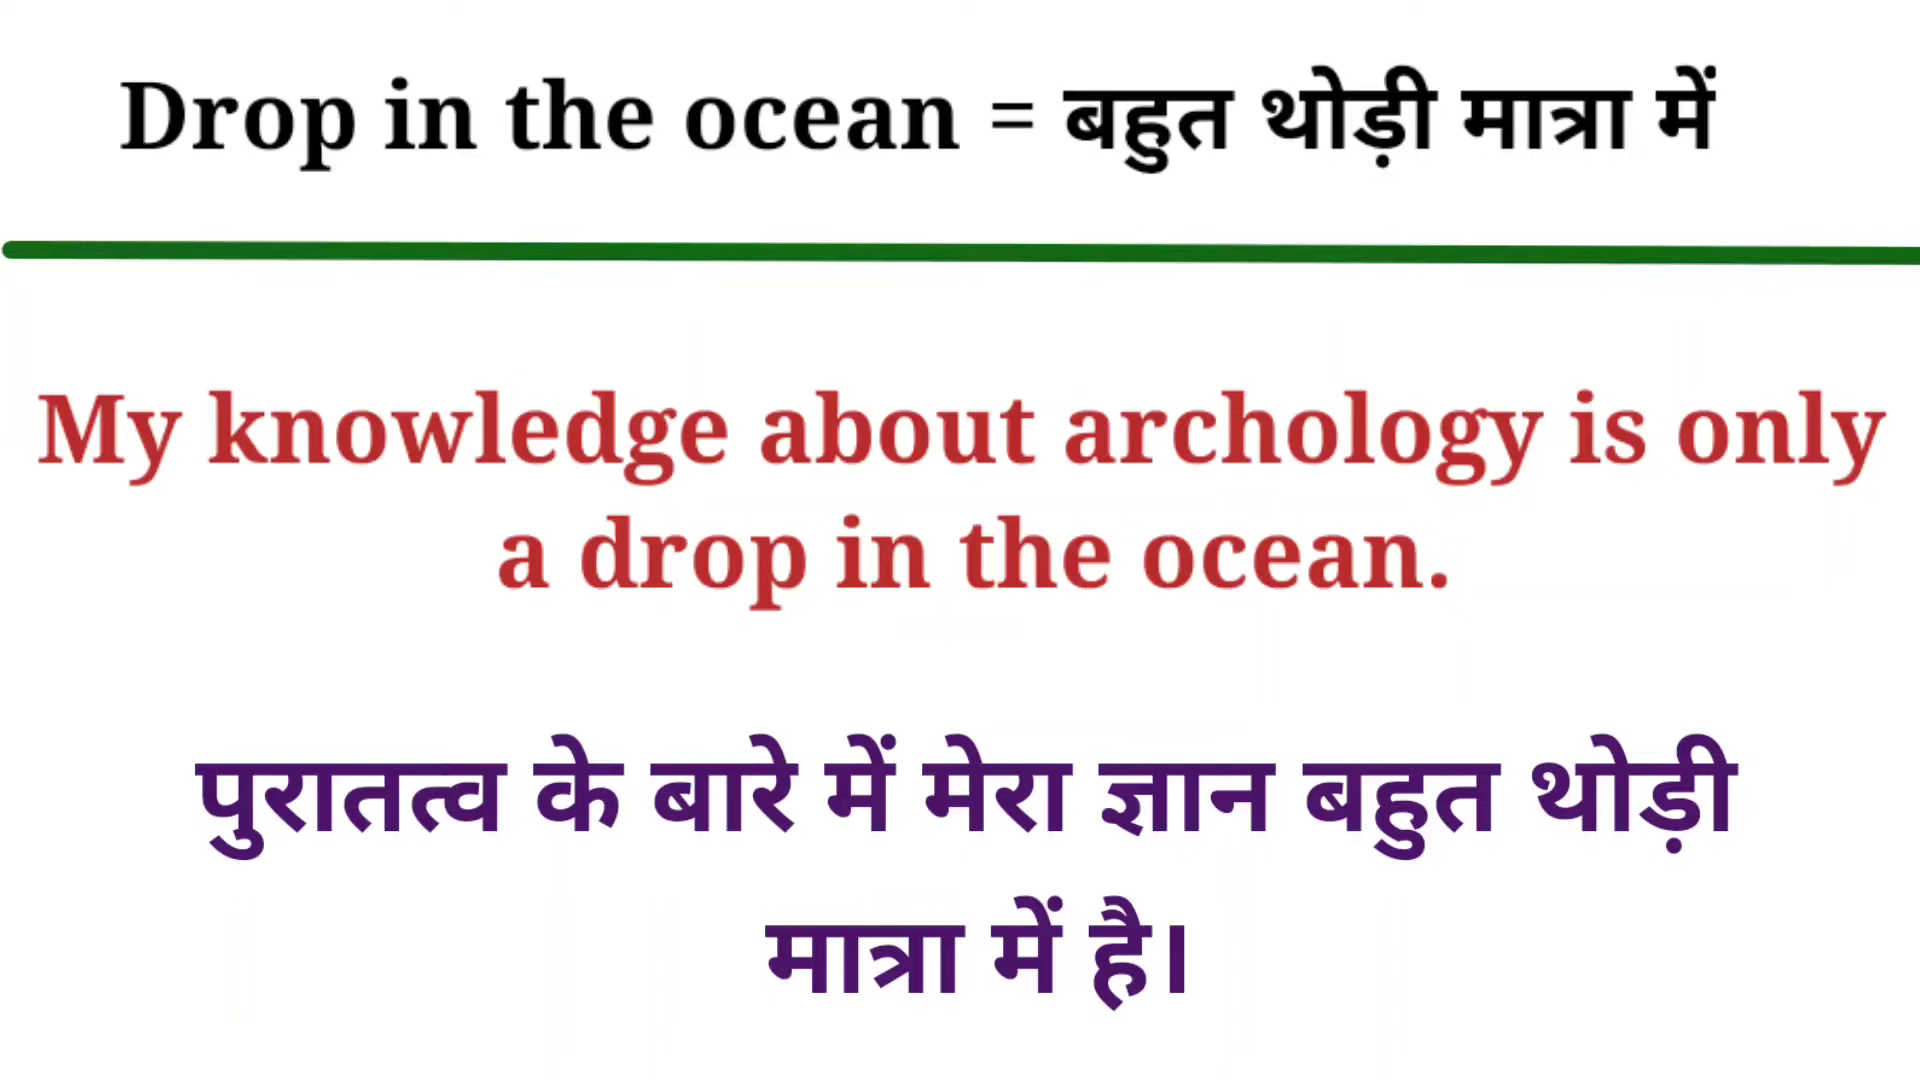 Drop in the ocean = बहुत थोड़ी मात्रा में
My knowledge about archology is only
a drop in the ocean.
पुरातत्व के बारे में मेरा ज्ञान बहुत थोड़ी
मात्रा में है।